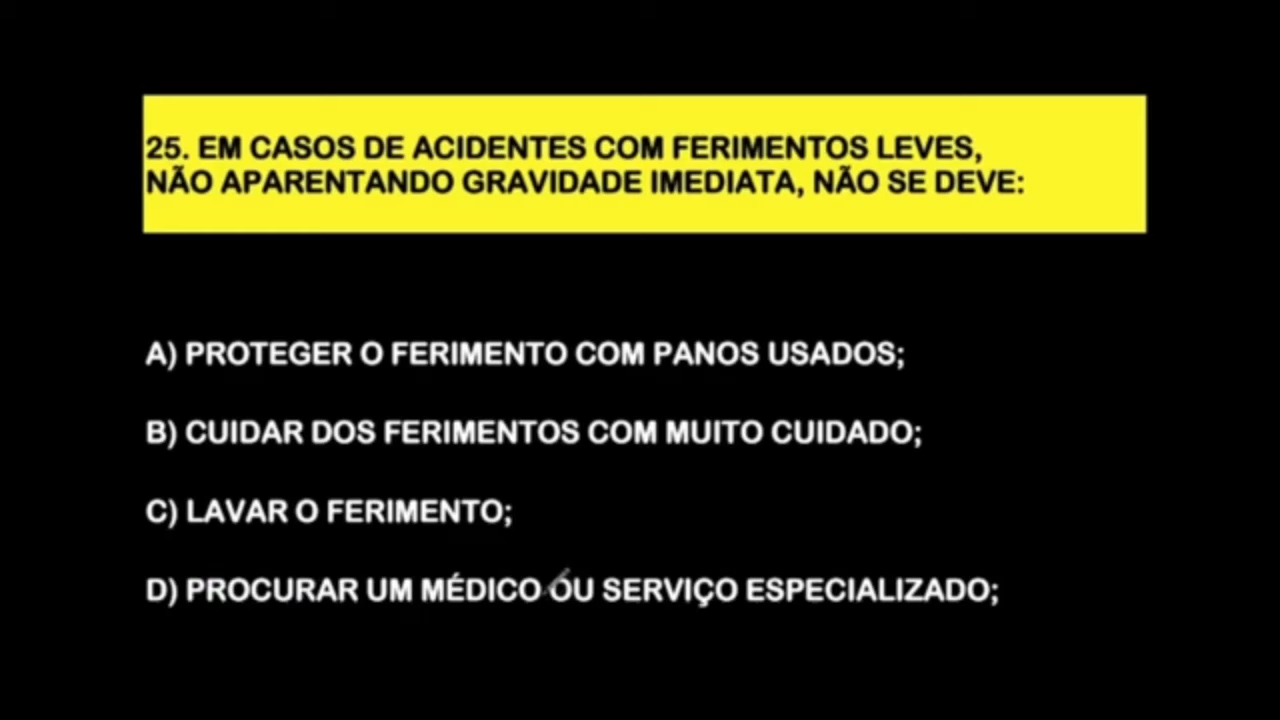 25. EM CASOS DE ACIDENTES COM FERIMENTOS LEVES,
NÃO APARENTANDO GRAVIDADE IMEDIATA, NÃO SE DEVE:
A) PROTEGER O FERIMENTO COM PANOS USADOS;
B) CUIDAR DOS FERIMENTOS COM MUITO CUIDADO;
C) LAVAR O FERIMENTO;
D) PROCURAR UM MÉDICO OU SERVIÇO ESPECIALIZADO;